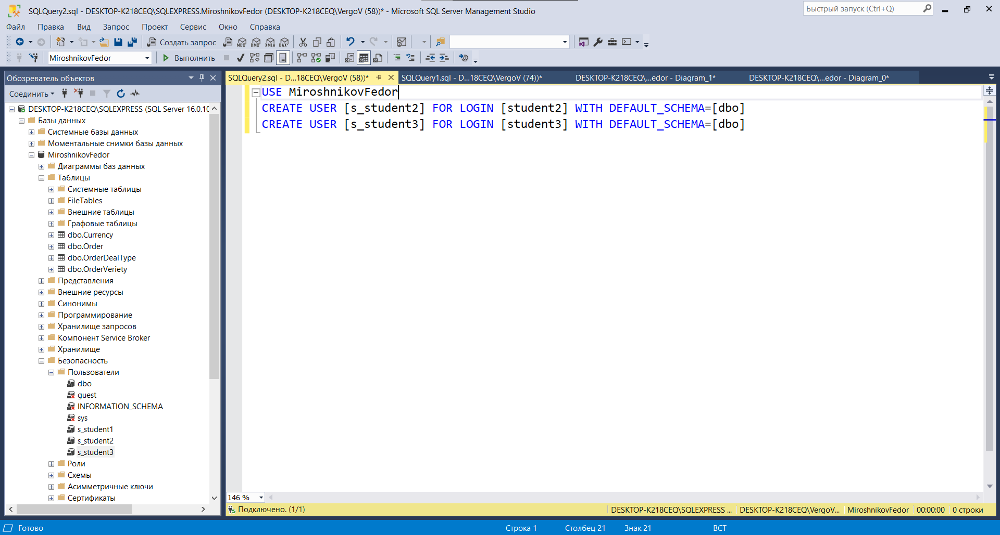 SQLQuery2.sql - DESKTOP-K218CEQ\SQLEXPRESS.MiroshnikovFedor (DESKTOP-K218CEQ\VergoV (58))* - Microsoft SQL Server Management Studio
Быстрый запуск (Ctrl+Q)
Файл Правка Вид Запрос Проект Сервис Окно Справка
Создать запрос MDX DMX XMLA DAX
MiroshnikovFedor Выполнить
Обозреватель объектов
SQLQuery2.sql - D...18CEQ\VergoV (58))* SQLQuery1.sql - D...18CEQ\VergoV (74))* DESKTOP-K218CEQ\...edor - Diagram_1* DESKTOP-K218CEQ\...edor - Diagram_0*
Соединить
DESKTOP-K218CEQ\SQLEXPRESS (SQL Server 16.0.10
Базы данных
Системные базы данных
Моментальные снимки базы данных
MiroshnikovFedor
Диаграммы баз данных
Таблицы
Системные таблицы
FileTables
Внешние таблицы
Графовые таблицы
dbo.Currency
dbo.Order
dbo.OrderDealType
dbo.OrderVeriety
Представления
Внешние ресурсы
Синонимы
Программирование
Хранилище запросов
Компонент Service Broker
Хранилище
Безопасность
Пользователи
dbo
guest
INFORMATION_SCHEMA
sys
s_student1
s_student2
s_student3
Роли
Схемы
Асимметричные ключи
Сертификаты
USE MiroshnikovFedor
CREATE USER [s_student2] FOR LOGIN [student2] WITH DEFAULT_SCHEMA=[dbo]
CREATE USER [s_student3] FOR LOGIN [student3] WITH DEFAULT_SCHEMA=[dbo]
146 %
Подключено. (1/1) DESKTOP-K218CEQ\SQLEXPRESS ... DESKTOP-K218CEQ\VergoV... MiroshnikovFedor 00:00:00 0 строки
Готово Строка 1 Столбец 21 Знак 21 ВСТ